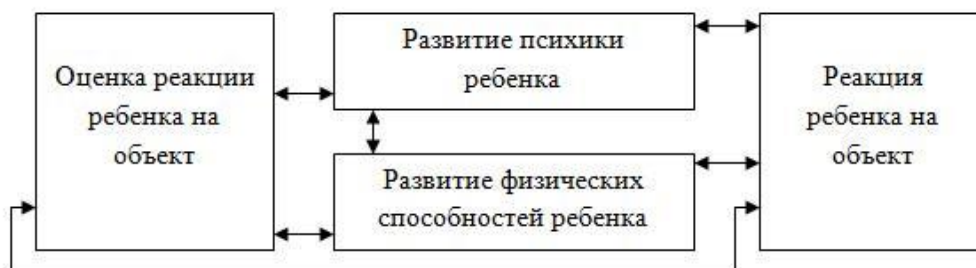 Оценка реакции
ребенка на
объект
Развитие психики
ребенка
Развитие физических
способностей ребенка
Реакция
ребенка на
объект